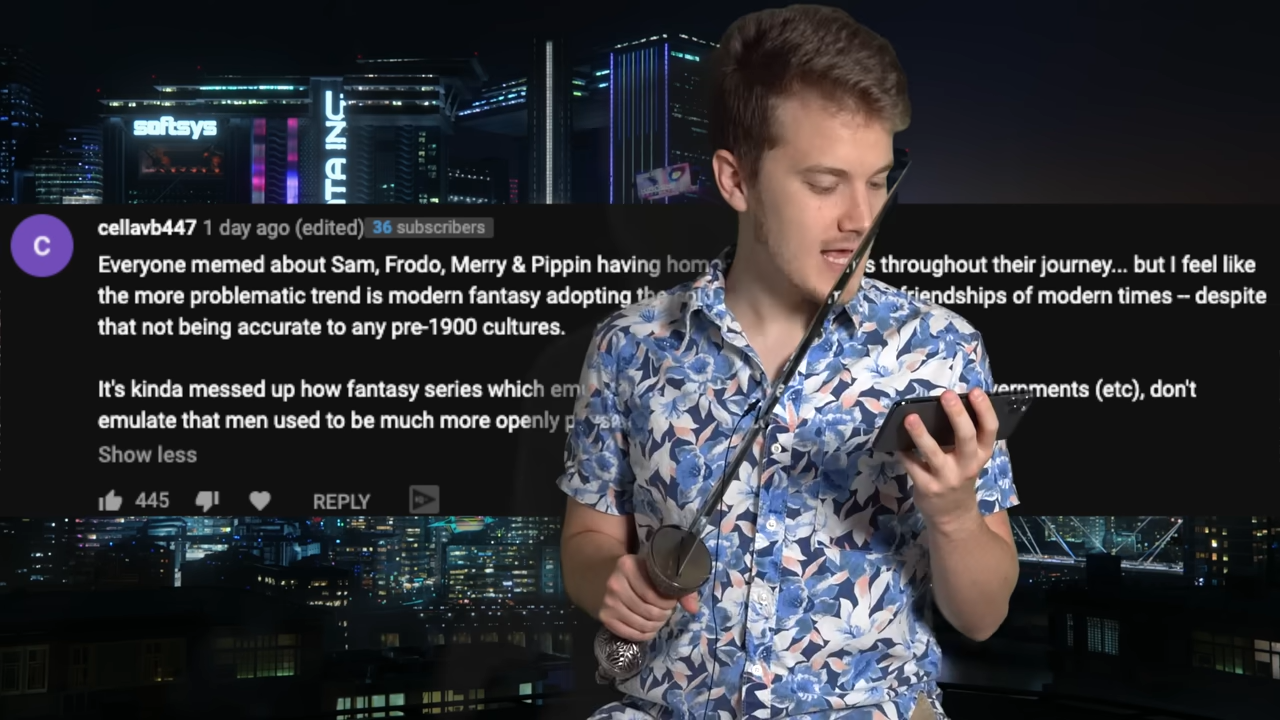 softsys
TA INC.
C
cellavb447 1 day ago (edited) 36 subscribers
Everyone memed about Sam, Frodo, Merry & Pippin having homo s throughout their journey... but I feel like
the more problematic trend is modern fantasy adopting the friendships of modern times -- despite
that not being accurate to any pre-1900 cultures.
It's kinda messed up how fantasy series which emu vernments (etc), don't
emulate that men used to be much more openly
Show less
445 REPLY